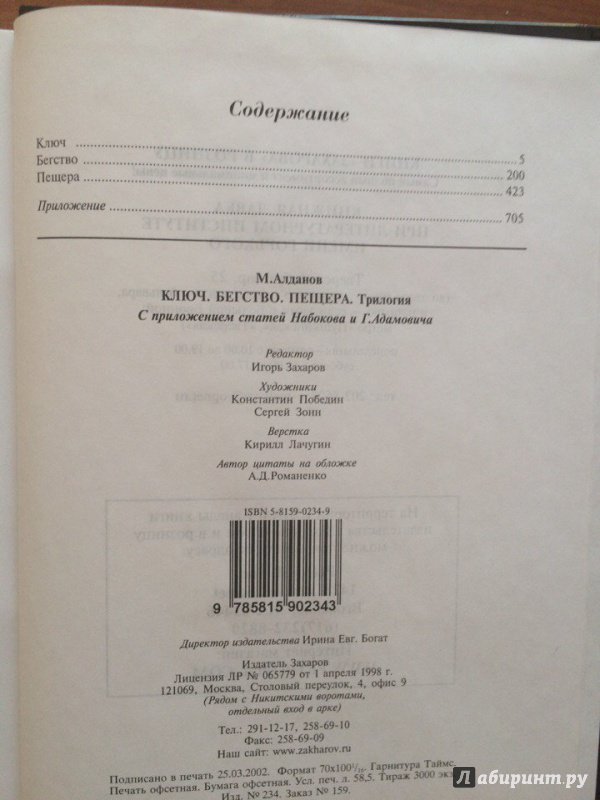 Содержание
Ключ 5
Бегство 200
Пещера 423
Приложение 705
М.Алданов
КЛЮЧ. БЕГСТВО. ПЕЩЕРА. Трилогия
С приложением статей Набокова и Г.Адамовича
Редактор
Игорь Захаров
Художники
Константин Победин
Сергей Зонн
Верстка
Кирилл Лачугин
Автор цитаты на обложке
А.Д.Романенко
ISBN 5-8159-0234-9
9 785815 902343
Директор издательства Ирина Евг. Богат
Издатель Захаров
Лицензия ЛР № 065779 от 1 апреля 1998 г.
121069, Москва, Столовый переулок, 4, офис 9
(Рядом с Никитскими воротами,
отдельный вход в арке)
Тел.: 291-12-17, 258-69-10
Факс: 258-69-09
Наш сайт: www.zakharov.ru
Подписано в печать 25.03.2002. Формат 70х100 1/16. Гарнитура Таймс.
Печать офсетная. Бумага офсетная. Усл. печ. л. 58,5. Тираж 3000 экз.
Изд. № 234. Заказ № 159.
Лабиринт.ру